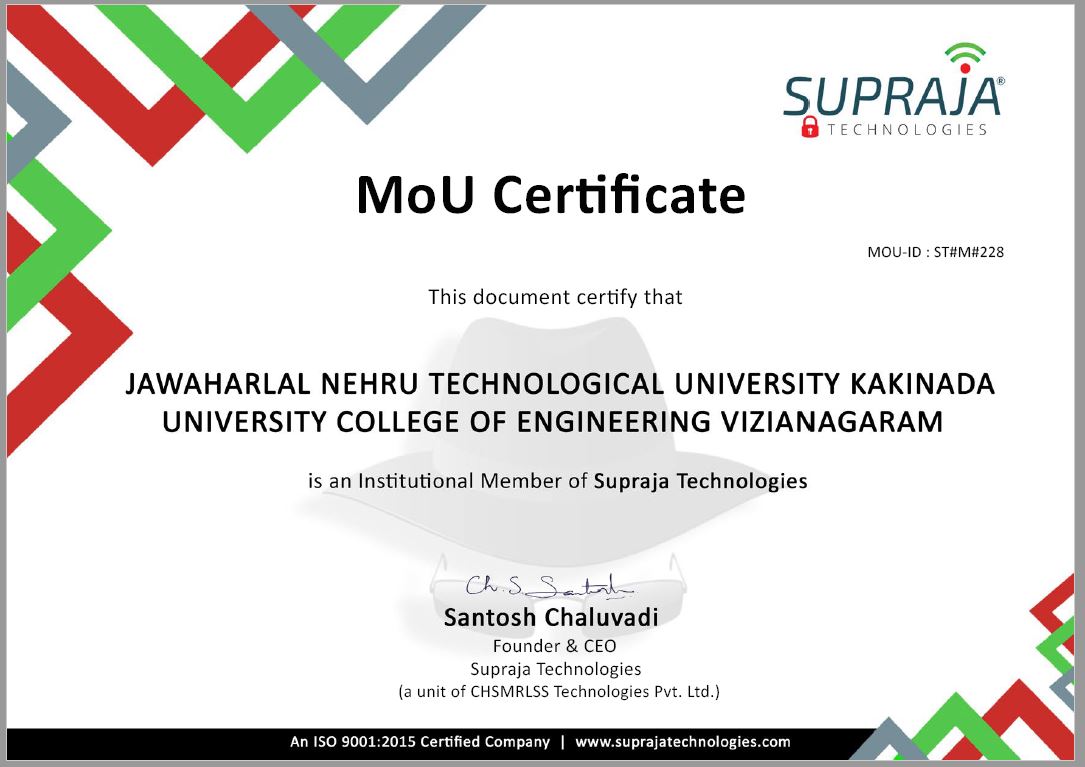 SUPRAJA®
TECHNOLOGIES
MoU Certificate
MOU-ID : ST#M#228
This document certify that
JAWAHARLAL NEHRU TECHNOLOGICAL UNIVERSITY KAKINADA
UNIVERSITY COLLEGE OF ENGINEERING VIZIANAGARAM
is an Institutional Member of Supraja Technologies
Ch. S. Santosh
Santosh Chaluvadi
Founder & CEO
Supraja Technologies
(a unit of CHSMRLSS Technologies Pvt. Ltd.)
An ISO 9001:2015 Certified Company | www.suprajatechnologies.com